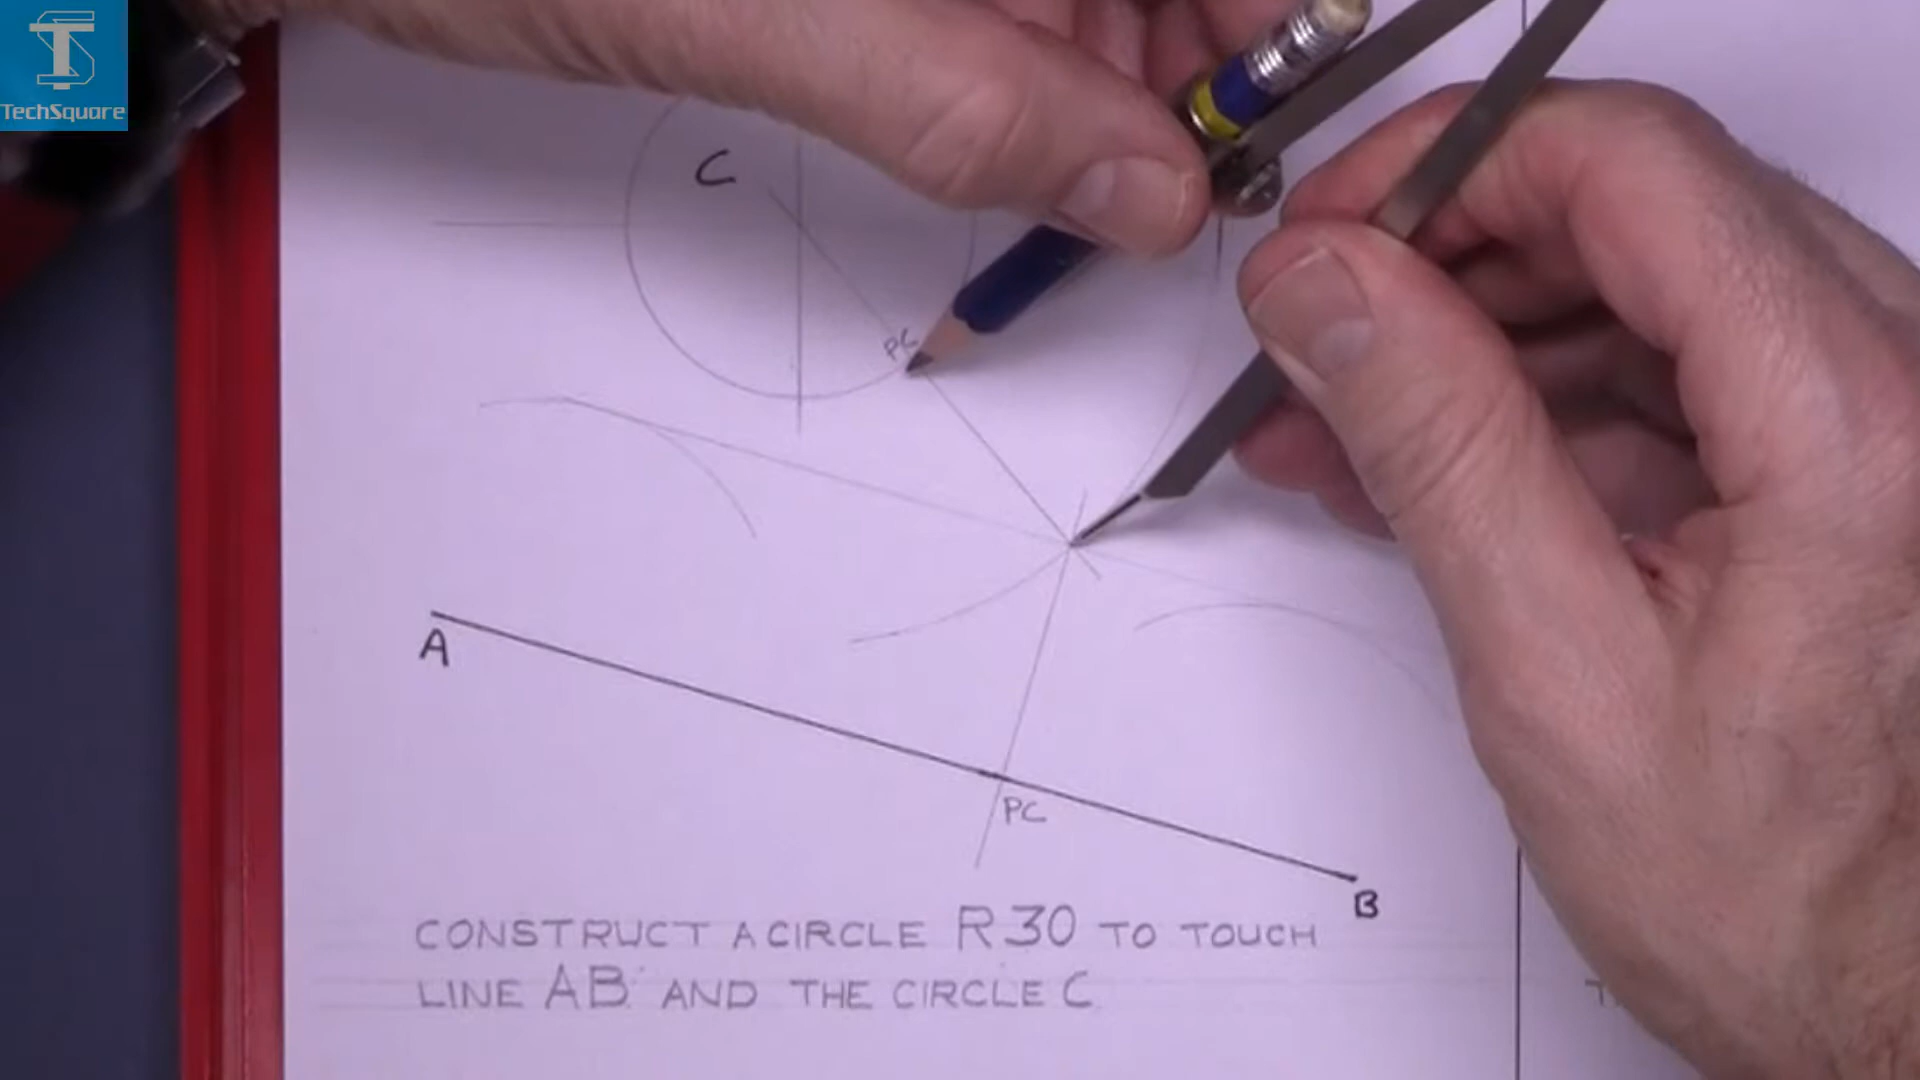 TechSquare
C
PC
A
PC
B
CONSTRUCT A CIRCLE R30 TO TOUCH
LINE AB AND THE CIRCLE C